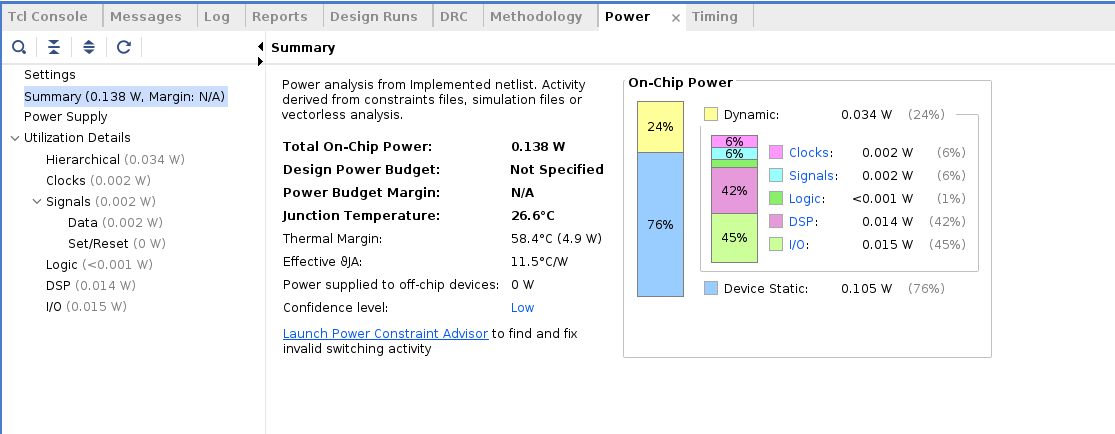 Tcl Console Messages Log Reports Design Runs DRC Methodology Power × Timing
Summary
Settings
Summary (0.138 W, Margin: N/A)
Power Supply
Utilization Details
Hierarchical (0.034 W)
Clocks (0.002 W)
Signals (0.002 W)
Data (0.002 W)
Set/Reset (0 W)
Logic (<0.001 W)
DSP (0.014 W)
I/O (0.015 W)
Power analysis from Implemented netlist. Activity
derived from constraints files, simulation files or
vectorless analysis.
Total On-Chip Power: 0.138 W
Design Power Budget: Not Specified
Power Budget Margin: N/A
Junction Temperature: 26.6°C
Thermal Margin: 58.4°C (4.9 W)
Effective ϑJA: 11.5°C/W
Power supplied to off-chip devices: 0 W
Confidence level: Low
Launch Power Constraint Advisor to find and fix
invalid switching activity
On-Chip Power
24%
76%
Dynamic: 0.034 W (24%)
6%
6%
42%
45%
Clocks: 0.002 W (6%)
Signals: 0.002 W (6%)
Logic: <0.001 W (1%)
DSP: 0.014 W (42%)
I/O: 0.015 W (45%)
Device Static: 0.105 W (76%)